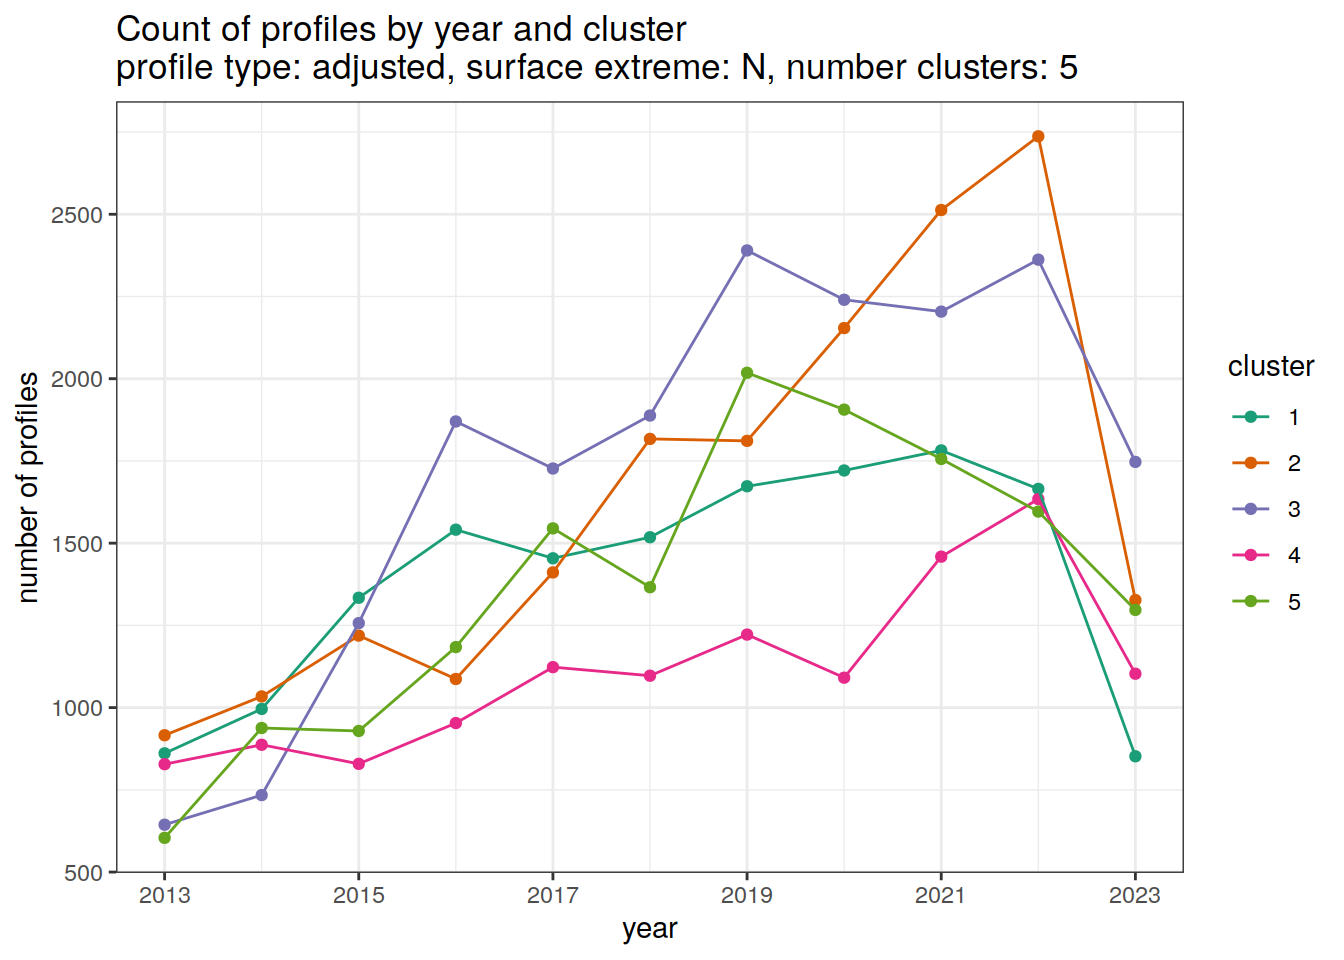 Count of profiles by year and cluster
profile type: adjusted, surface extreme: N, number clusters: 5
number of profiles
2500
2000
1500
1000
500
2013 2015 2017 2019 2021 2023
year
cluster
1
2
3
4
5